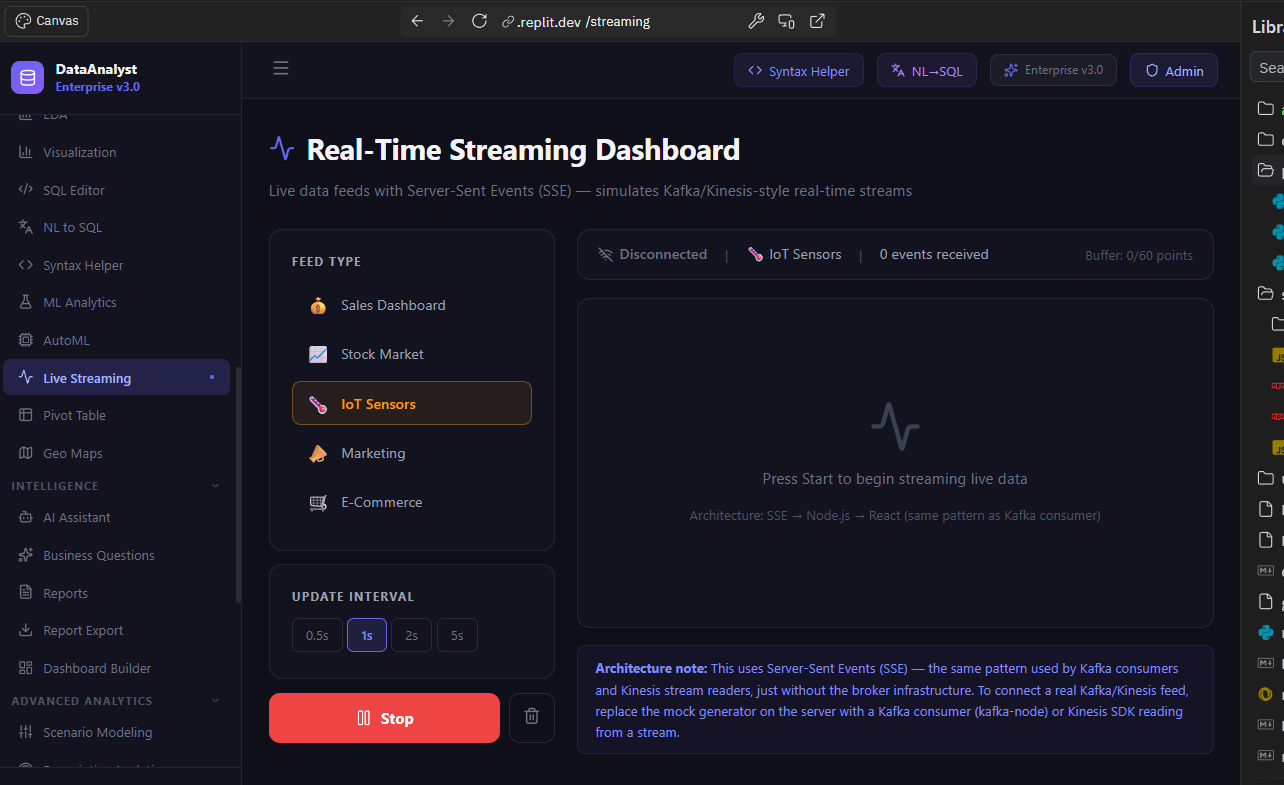 Canvas
.replit.dev /streaming
DataAnalyst
Enterprise v3.0
EDA
Visualization
SQL Editor
NL to SQL
Syntax Helper
ML Analytics
AutoML
Live Streaming
Pivot Table
Geo Maps
INTELLIGENCE
AI Assistant
Business Questions
Reports
Report Export
Dashboard Builder
ADVANCED ANALYTICS
Scenario Modeling
Syntax Helper
NL→SQL
Enterprise v3.0
Admin
Real-Time Streaming Dashboard
Live data feeds with Server-Sent Events (SSE) — simulates Kafka/Kinesis-style real-time streams
FEED TYPE
Sales Dashboard
Stock Market
IoT Sensors
Marketing
E-Commerce
UPDATE INTERVAL
0.5s 1s 2s 5s
Stop
Disconnected | IoT Sensors | 0 events received Buffer: 0/60 points
Press Start to begin streaming live data
Architecture: SSE → Node.js → React (same pattern as Kafka consumer)
Architecture note: This uses Server-Sent Events (SSE) — the same pattern used by Kafka consumers
and Kinesis stream readers, just without the broker infrastructure. To connect a real Kafka/Kinesis feed,
replace the mock generator on the server with a Kafka consumer (kafka-node) or Kinesis SDK reading
from a stream.